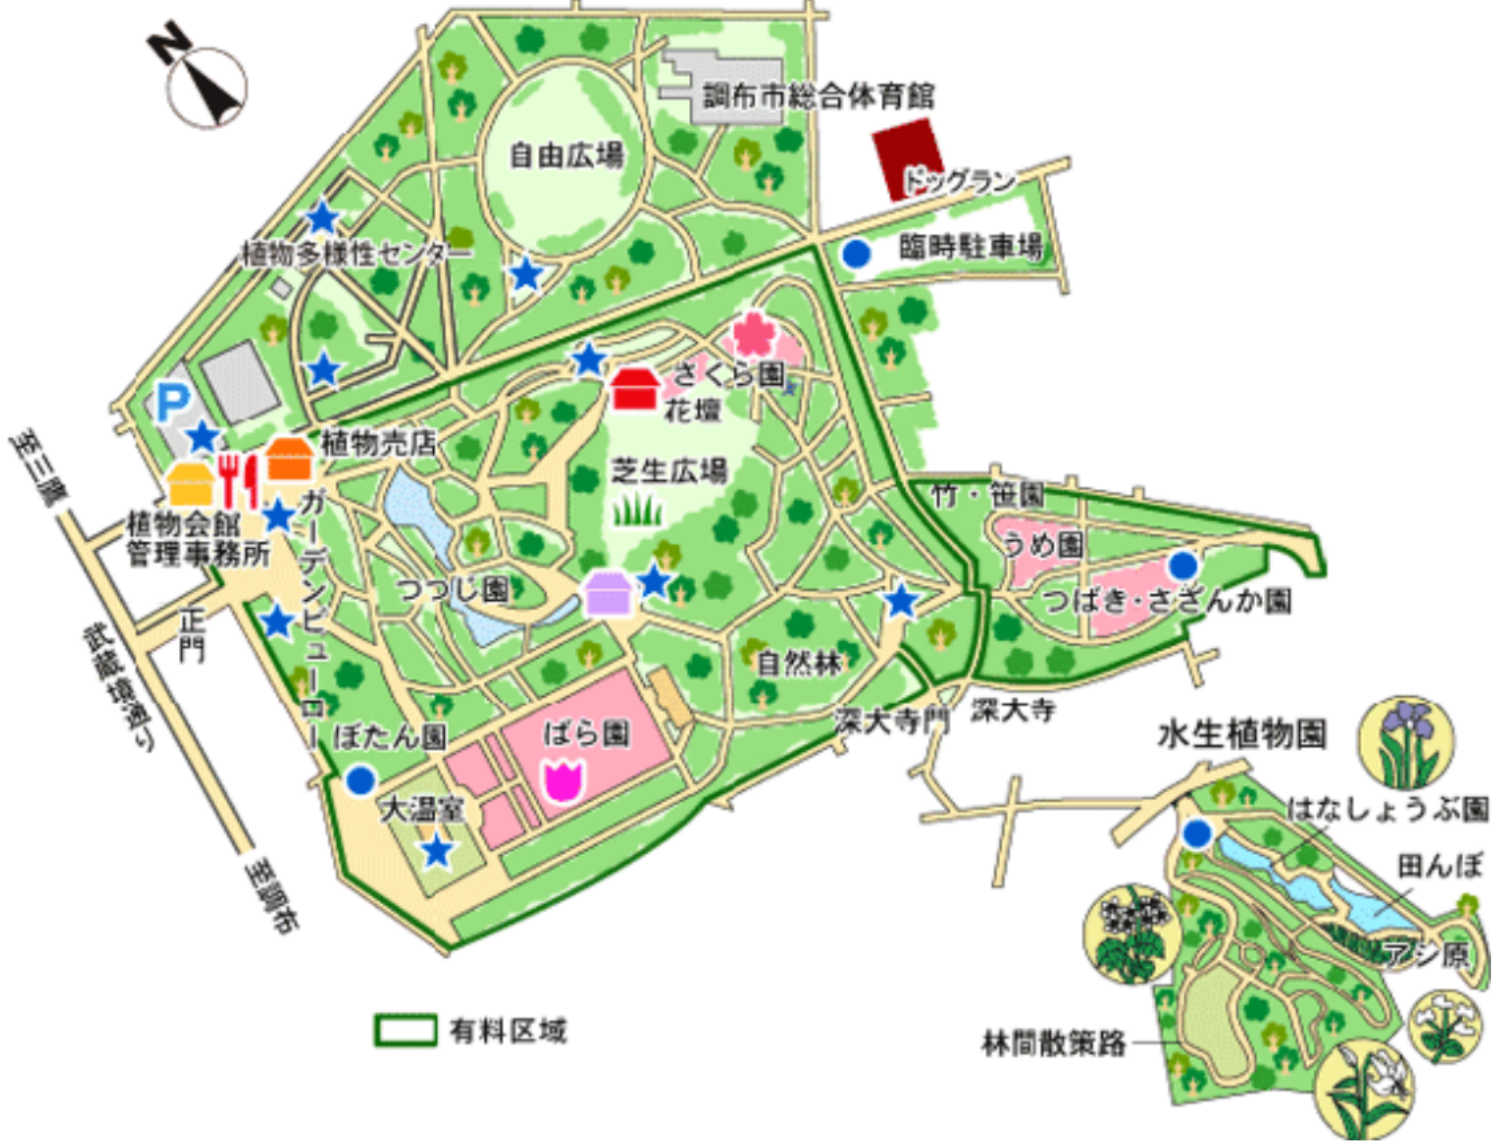 N
調布市総合体育館
自由広場
ドッグラン
臨時駐車場
植物多様性センター
さくら園
花壇
P
植物売店
芝生広場
至三鷹
植物会館
管理事務所
ガーデンビューロー
竹・笹園
うめ園
つつじ園
つばき・さざんか園
正門
武蔵境通り
自然林
深大寺門
深大寺
ぼたん園
ばら園
大温室
至調布
水生植物園
はなしょうぶ園
田んぼ
アシ原
林間散策路
有料区域